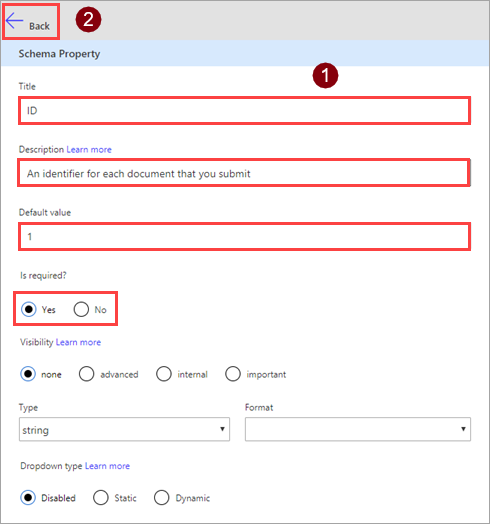 Back
2
Schema Property
1
Title
ID
Description Learn more
An identifier for each document that you submit
Default value
1
Is required?
Yes No
Visibility Learn more
none advanced internal important
Type Format
string
Dropdown type Learn more
Disabled Static Dynamic